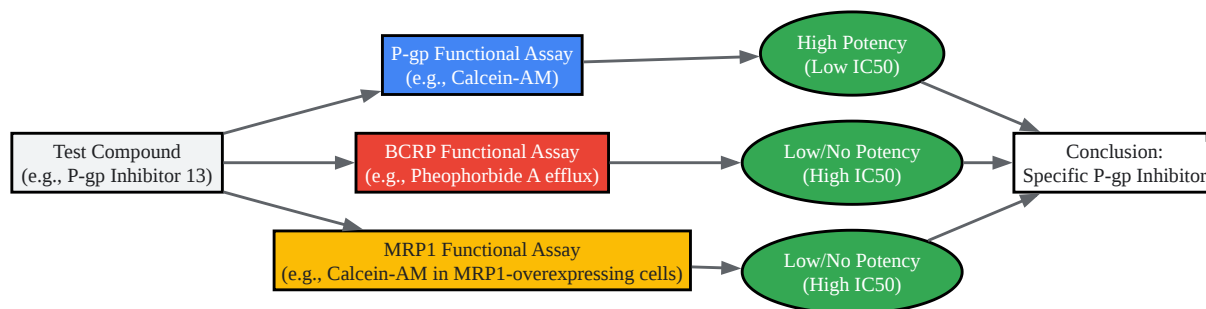 P-gp Functional Assay
(e.g., Calcein-AM)
High Potency
(Low IC50)
Test Compound
(e.g., P-gp Inhibitor 13)
BCRP Functional Assay
(e.g., Pheophorbide A efflux)
Low/No Potency
(High IC50)
Conclusion:
Specific P-gp Inhibitor
MRP1 Functional Assay
(e.g., Calcein-AM in MRP1-overexpressing cells)
Low/No Potency
(High IC50)